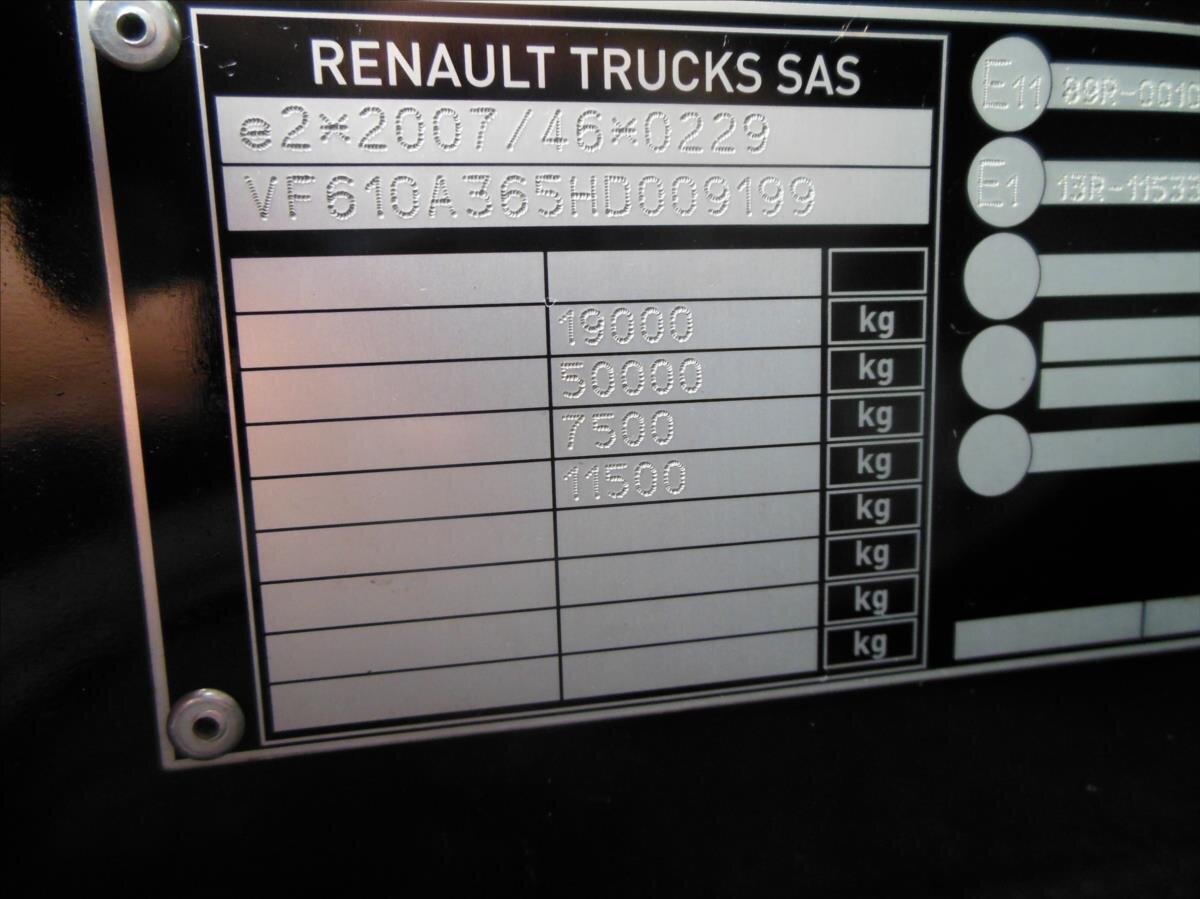 RENAULT TRUCKS SAS
e2*2007/46*0229
VF610A365HD009199
19000 kg
50000 kg
7500 kg
11500 kg
kg
kg
kg
kg
E11
E1